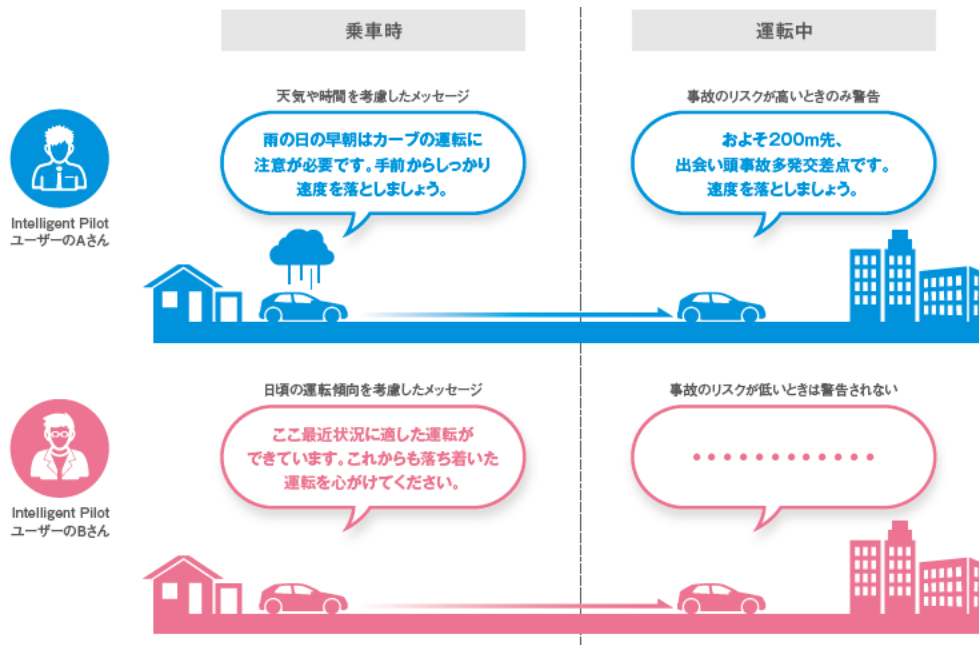 乗車時
運転中
天気や時間を考慮したメッセージ
事故のリスクが高いときのみ警告
雨の日の早朝はカーブの運転に
注意が必要です。手前からしっかり
速度を落としましょう。
およそ200m先、
出会い頭事故多発交差点です。
速度を落としましょう。
Intelligent Pilot
ユーザーのAさん
日頃の運転傾向を考慮したメッセージ
事故のリスクが低いときは警告されない
ここ最近状況に適した運転が
できています。これからも落ち着いた
運転を心がけてください。
••••••••••••
Intelligent Pilot
ユーザーのBさん